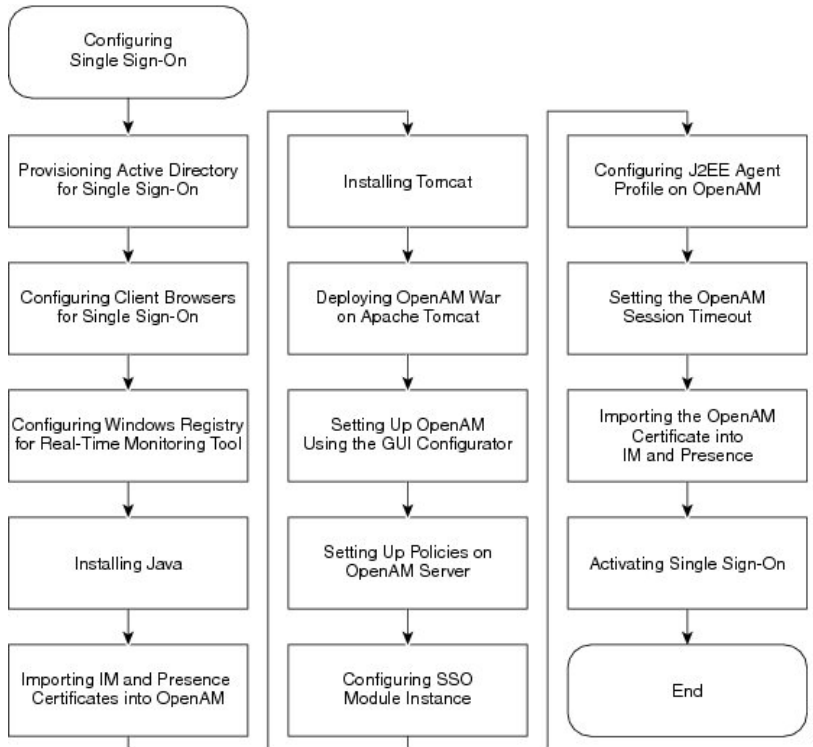 Configuring
Single Sign-On
Provisioning Active Directory
for Single Sign-On
Configuring Client Browsers
for Single Sign-On
Configuring Windows Registry
for Real-Time Monitoring Tool
Installing Java
Importing IM and Presence
Certificates into OpenAM
Installing Tomcat
Deploying OpenAM War
on Apache Tomcat
Setting Up OpenAM
Using the GUI Configurator
Setting Up Policies on
OpenAM Server
Configuring SSO
Module Instance
Configuring J2EE Agent
Profile on OpenAM
Setting the OpenAM
Session Timeout
Importing the OpenAM
Certificate into
IM and Presence
Activating Single Sign-On
End